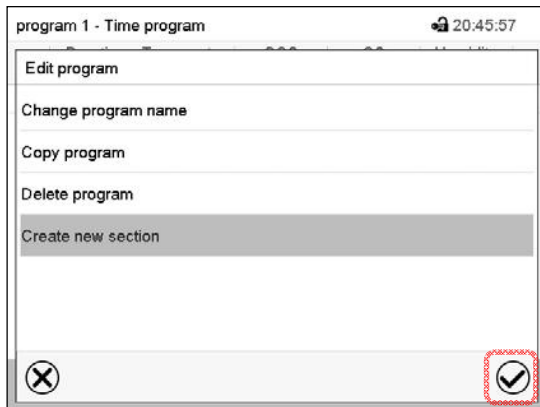 program 1 - Time program 20:45:57
Edit program
Change program name
Copy program
Delete program
Create new section